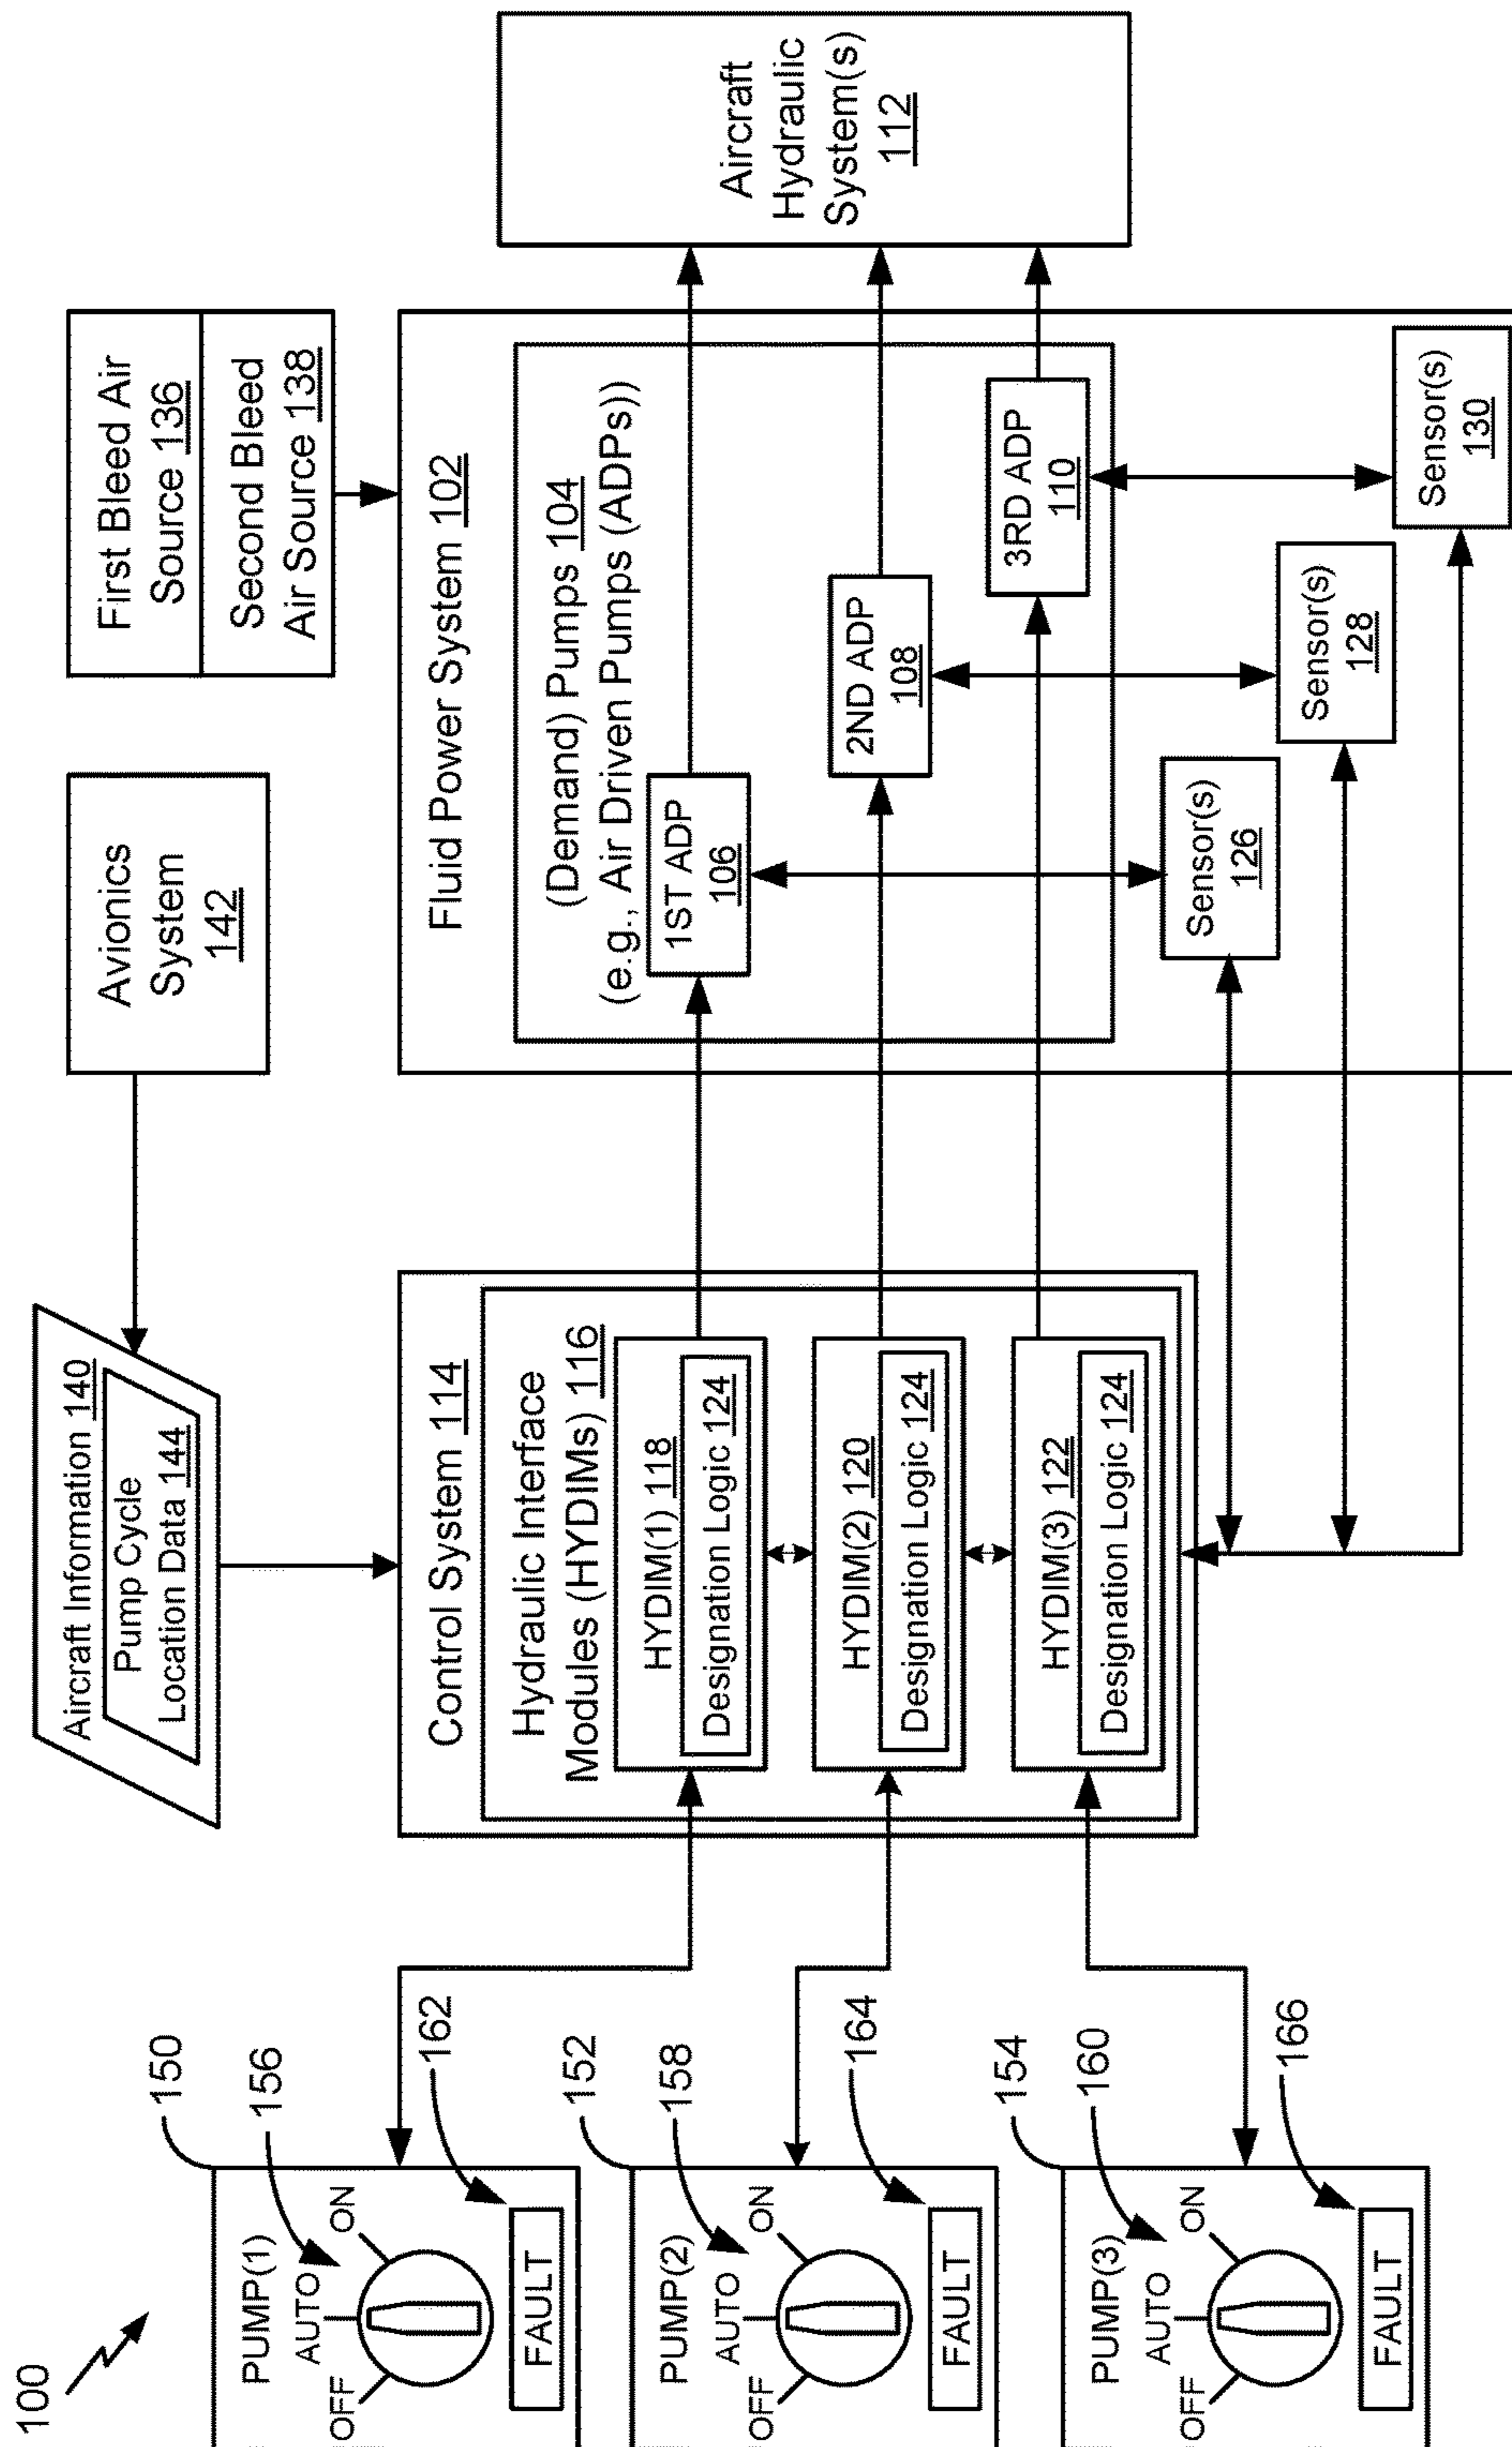 100
Aircraft Information 140
Pump Cycle
Location Data 144
Avionics
System
142
First Bleed Air
Source 136
Second Bleed
Air Source 138
150
PUMP(1)
156
OFF
AUTO
ON
162
FAULT
152
PUMP(2)
158
OFF
AUTO
ON
164
FAULT
154
PUMP(3)
160
OFF
AUTO
ON
166
FAULT
Control System 114
Hydraulic Interface
Modules (HYDIMs) 116
HYDIM(1) 118
Designation Logic 124
HYDIM(2) 120
Designation Logic 124
HYDIM(3) 122
Designation Logic 124
Fluid Power System 102
(Demand) Pumps 104
(e.g., Air Driven Pumps (ADPs))
1ST ADP
106
2ND ADP
108
3RD ADP
110
Sensor(s)
126
Sensor(s)
128
Sensor(s)
130
Aircraft
Hydraulic
System(s)
112